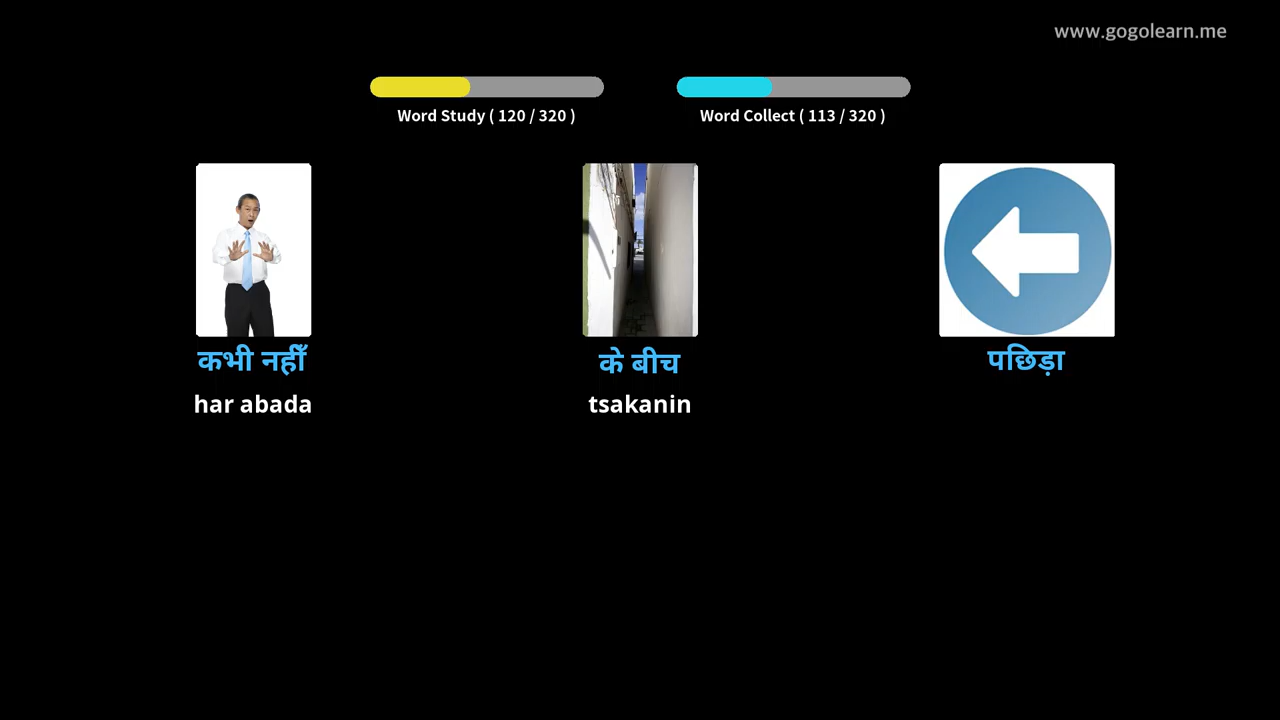 www.gogolearn.me
Word Study ( 120 / 320 )
Word Collect ( 113 / 320 )
कभी नहीँ
har abada
के बीच
tsakanin
पछिड़ा